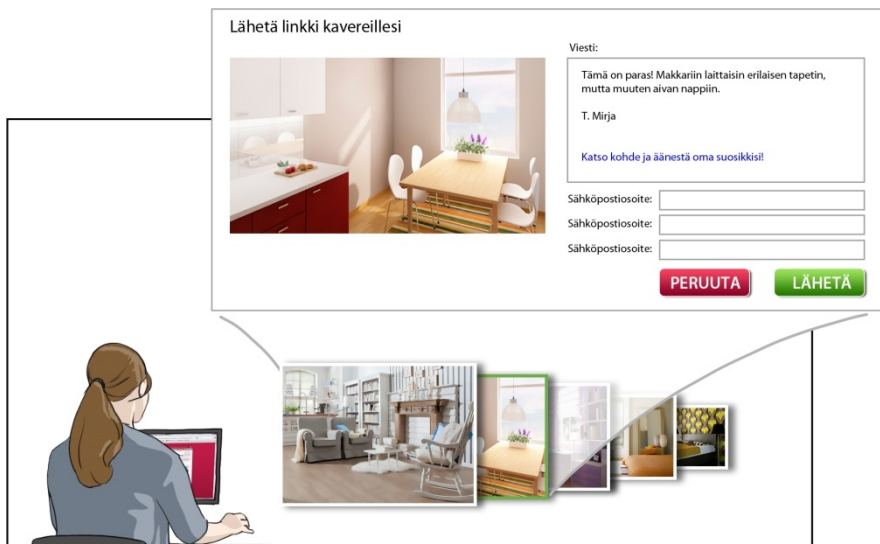 Lähetä linkki kavereillesi
Viesti:
Tämä on paras! Makkariin laittaisin erilaisen tapetin,
mutta muuten aivan nappiin.
T. Mirja
Katso kohde ja äänestä oma suosikkisi!
Sähköpostiosoite:
Sähköpostiosoite:
Sähköpostiosoite:
PERUUTA LÄHETÄ